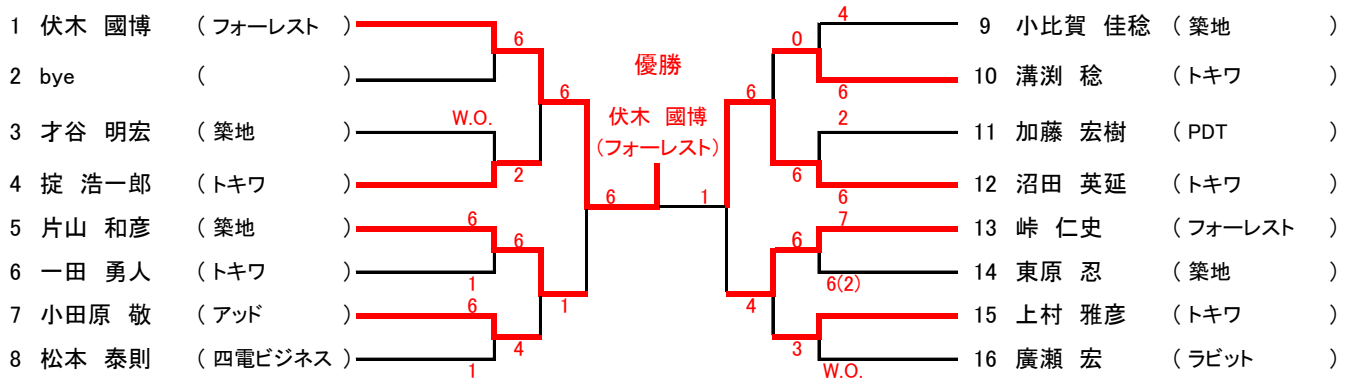 1 伏木 國博 ( フォーレスト )
2 bye ( )
3 才谷 明宏 ( 築地 )
4 掟 浩一郎 ( トキワ )
5 片山 和彦 ( 築地 )
6 一田 勇人 ( トキワ )
7 小田原 敬 ( アッド )
8 松本 泰則 ( 四電ビジネス )
6
W.O.
2
6
6
1
6
6
1
4
1
6
優勝
伏木 國博
(フォーレスト)
1
6
4
0
6
6
3
4
6
2
6
7
6(2)
W.O.
9 小比賀 佳稔 ( 築地 )
10 溝渕 稔 ( トキワ )
11 加藤 宏樹 ( PDT )
12 沼田 英延 ( トキワ )
13 峠 仁史 ( フォーレスト )
14 東原 忍 ( 築地 )
15 上村 雅彦 ( トキワ )
16 廣瀬 宏 ( ラビット )